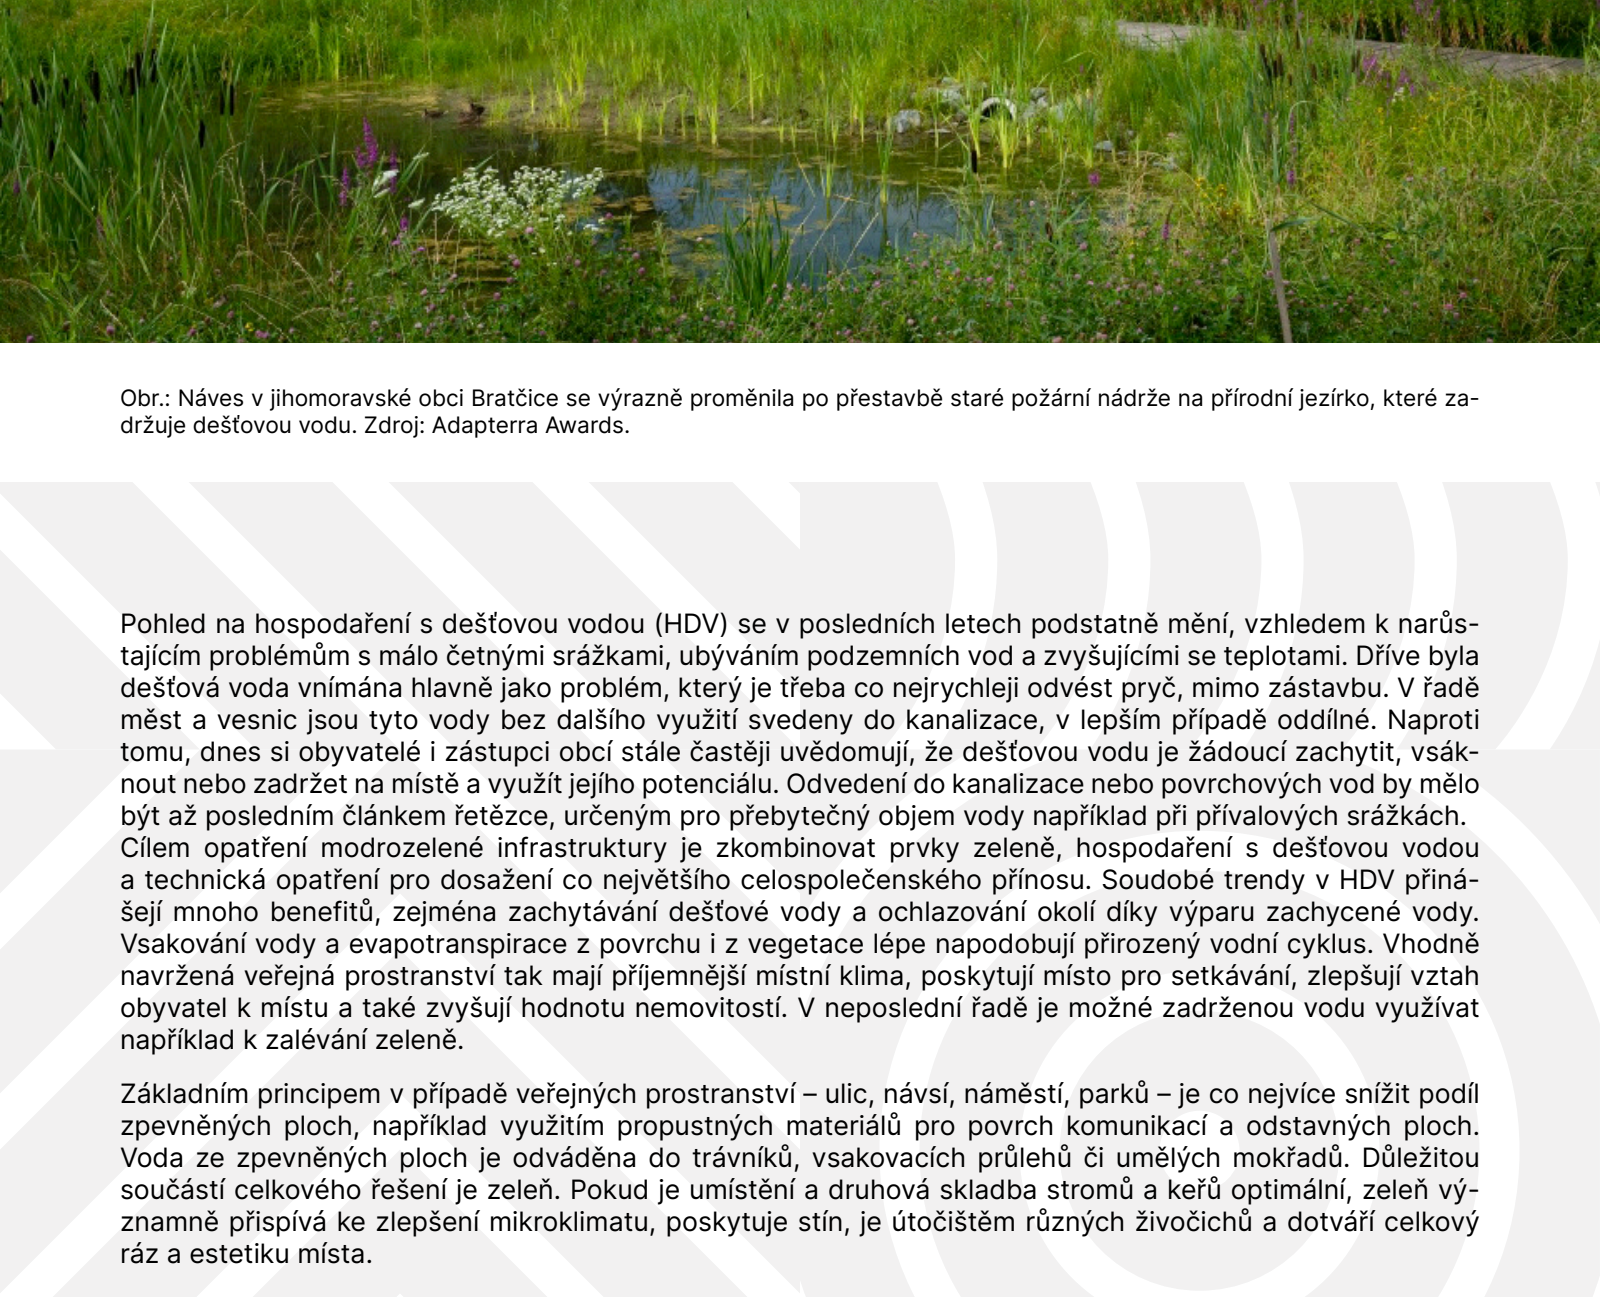 Obr.: Náves v jihomoravské obci Bratčice se výrazně proměnila po přestavbě staré požární nádrže na přírodní jezírko, které za-
držuje dešťovou vodu. Zdroj: Adapterra Awards.
Pohled na hospodaření s dešťovou vodou (HDV) se v posledních letech podstatně mění, vzhledem k narůs-
tajícím problémům s málo četnými srážkami, ubýváním podzemních vod a zvyšujícími se teplotami. Dříve byla
dešťová voda vnímána hlavně jako problém, který je třeba co nejrychleji odvést pryč, mimo zástavbu. V řadě
měst a vesnic jsou tyto vody bez dalšího využití svedeny do kanalizace, v lepším případě oddílné. Naproti
tomu, dnes si obyvatelé i zástupci obcí stále častěji uvědomují, že dešťovou vodu je žádoucí zachytit, vsák-
nout nebo zadržet na místě a využít jejího potenciálu. Odvedení do kanalizace nebo povrchových vod by mělo
být až posledním článkem řetězce, určeným pro přebytečný objem vody například při přívalových srážkách.
Cílem opatření modrozelené infrastruktury je zkombinovat prvky zeleně, hospodaření s dešťovou vodou
a technická opatření pro dosažení co největšího celospolečenského přínosu. Soudobé trendy v HDV přiná-
šejí mnoho benefitů, zejména zachytávání dešťové vody a ochlazování okolí díky výparu zachycené vody.
Vsakování vody a evapotranspirace z povrchu i z vegetace lépe napodobují přirozený vodní cyklus. Vhodně
navržená veřejná prostranství tak mají příjemnější místní klima, poskytují místo pro setkávání, zlepšují vztah
obyvatel k místu a také zvyšují hodnotu nemovitostí. V neposlední řadě je možné zadrženou vodu využívat
například k zalévání zeleně.
Základním principem v případě veřejných prostranství – ulic, návsí, náměstí, parků – je co nejvíce snížit podíl
zpevněných ploch, například využitím propustných materiálů pro povrch komunikací a odstavných ploch.
Voda ze zpevněných ploch je odváděna do trávníků, vsakovacích průlehů či umělých mokřadů. Důležitou
součástí celkového řešení je zeleň. Pokud je umístění a druhová skladba stromů a keřů optimální, zeleň vý-
znamně přispívá ke zlepšení mikroklimatu, poskytuje stín, je útočištěm různých živočichů a dotváří celkový
ráz a estetiku místa.